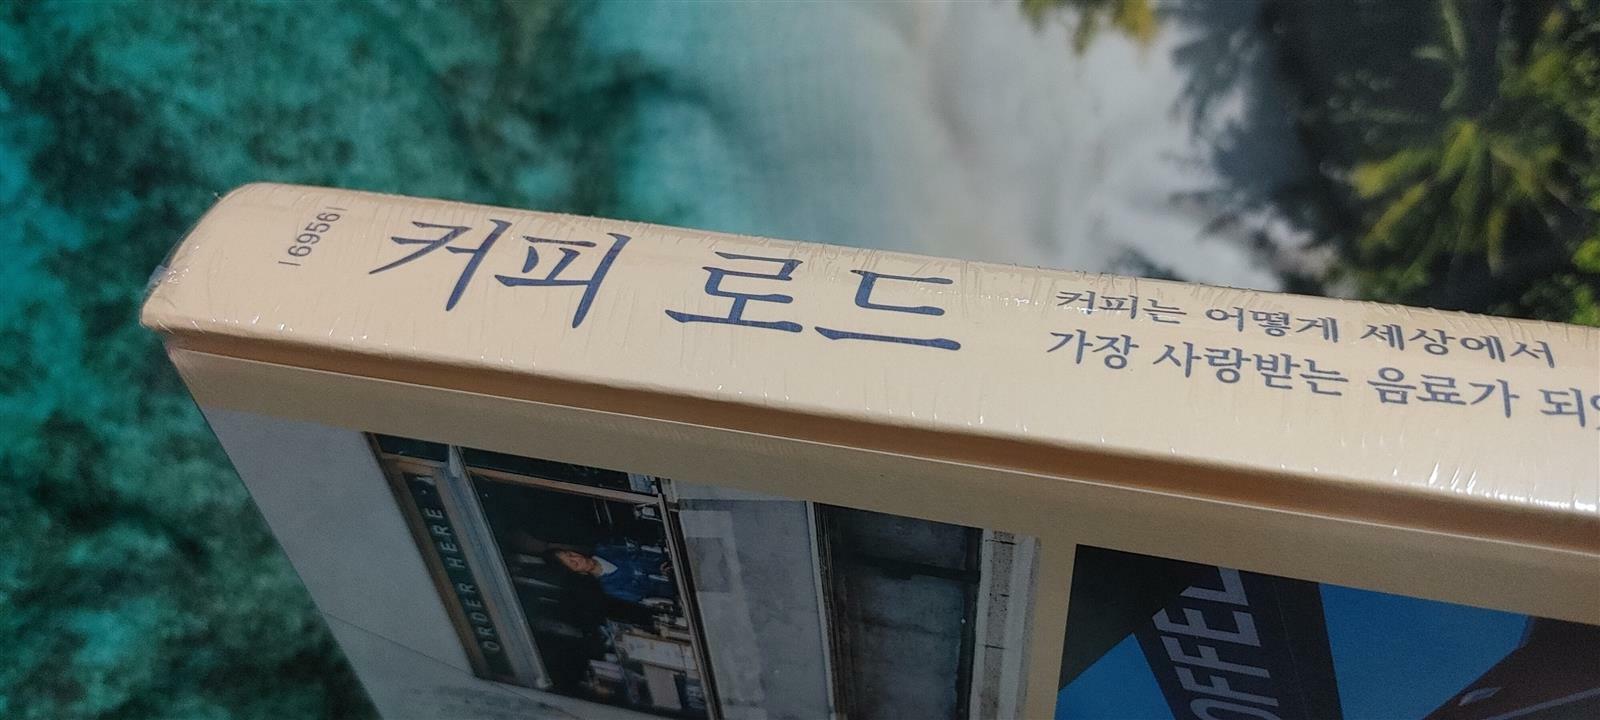 | 6956 |
커피 로드
커피는 어떻게 세상에서
가장 사랑받는 음료가
ORDER HERE